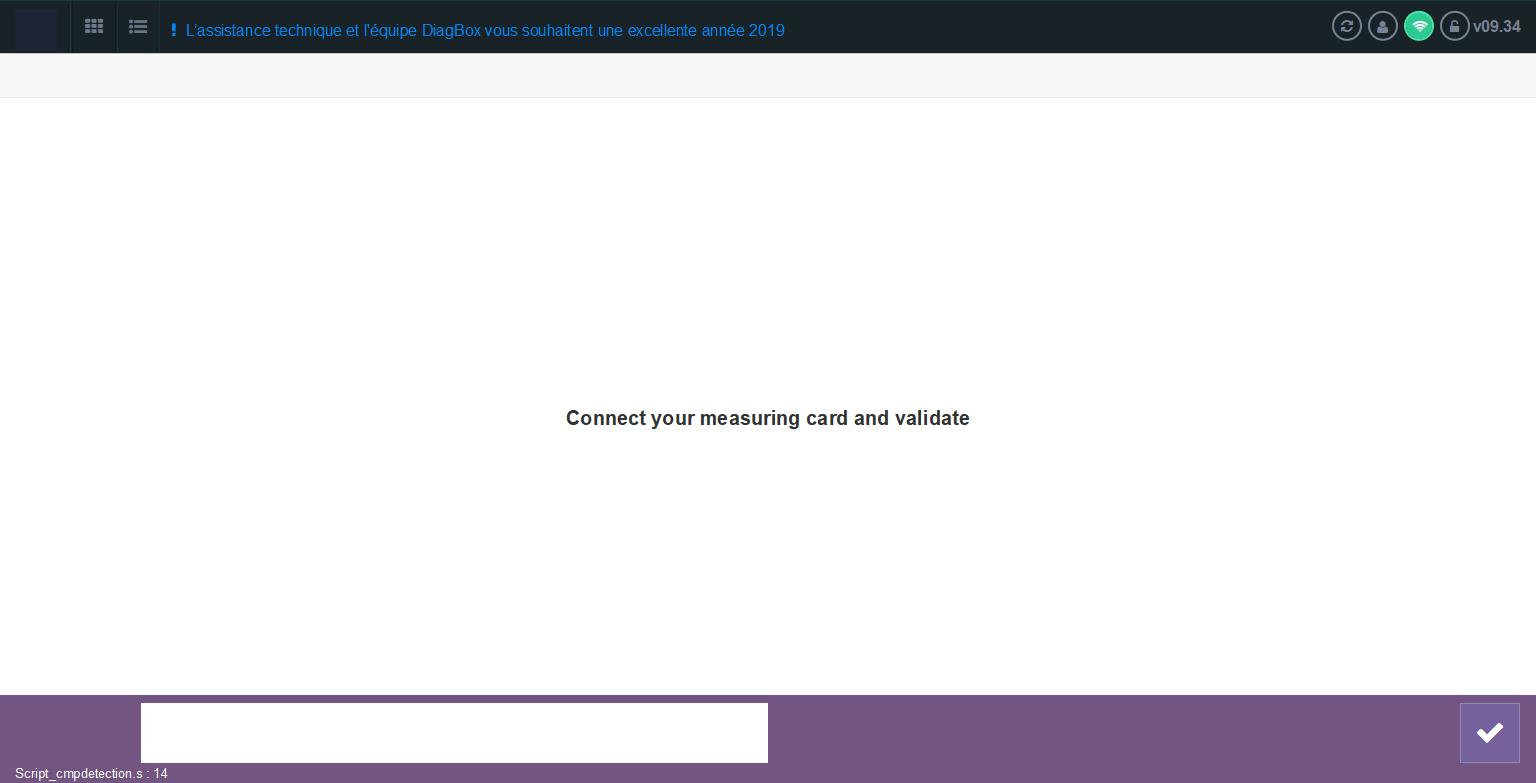 ! L'assistance technique et l'équipe DiagBox vous souhaitent une excellente année 2019
v09.34
Connect your measuring card and validate
Script_cmpdetection.s : 14